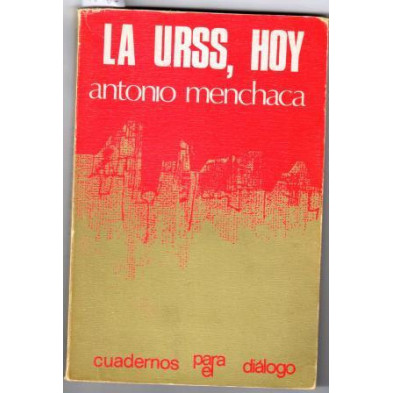 LA URSS, HOY
antonio menchaca
cuadernos para el diálogo